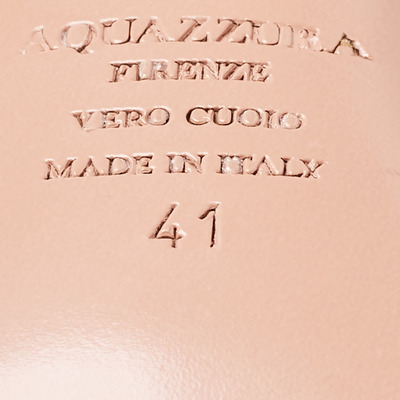 AQUAZZURA
FIRENZE
VERO CUOIO
MADE IN ITALY
41